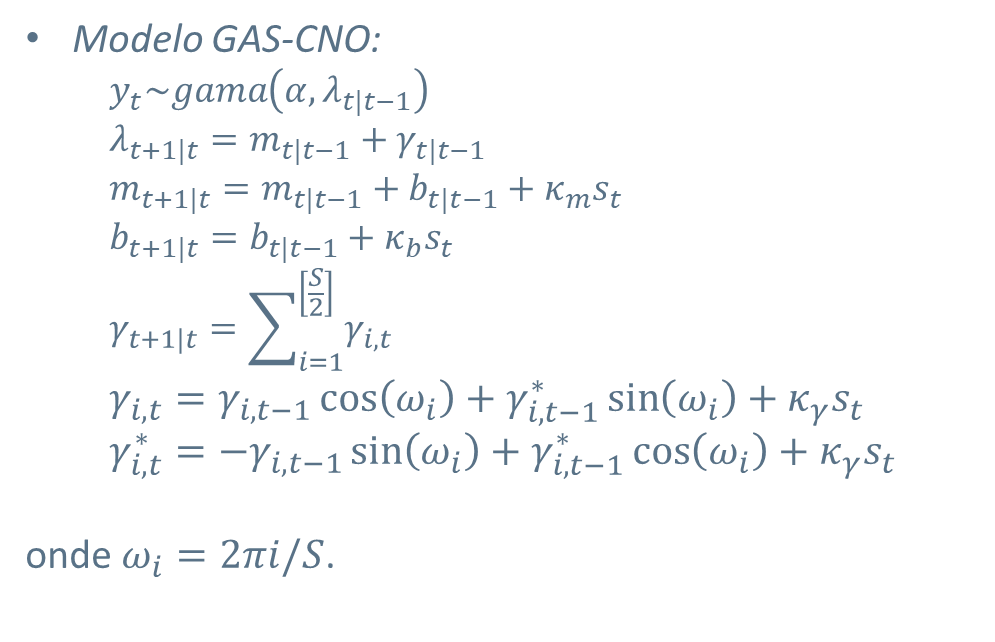 • Modelo GAS-CNO:
y_t~gama(α, λ_{t|t−1})
λ_{t+1|t} = m_{t|t−1} + γ_{t|t−1}
m_{t+1|t} = m_{t|t−1} + b_{t|t−1} + κ_m s_t
b_{t+1|t} = b_{t|t−1} + κ_b s_t
γ_{t+1|t} = ∑_{i=1}^{[S/2]} γ_{i,t}
γ_{i,t} = γ_{i,t−1} cos(ω_i) + γ^*_{i,t−1} sin(ω_i) + κ_γ s_t
γ^*_{i,t} = −γ_{i,t−1} sin(ω_i) + γ^*_{i,t−1} cos(ω_i) + κ_γ s_t
onde ω_i = 2πi/S.